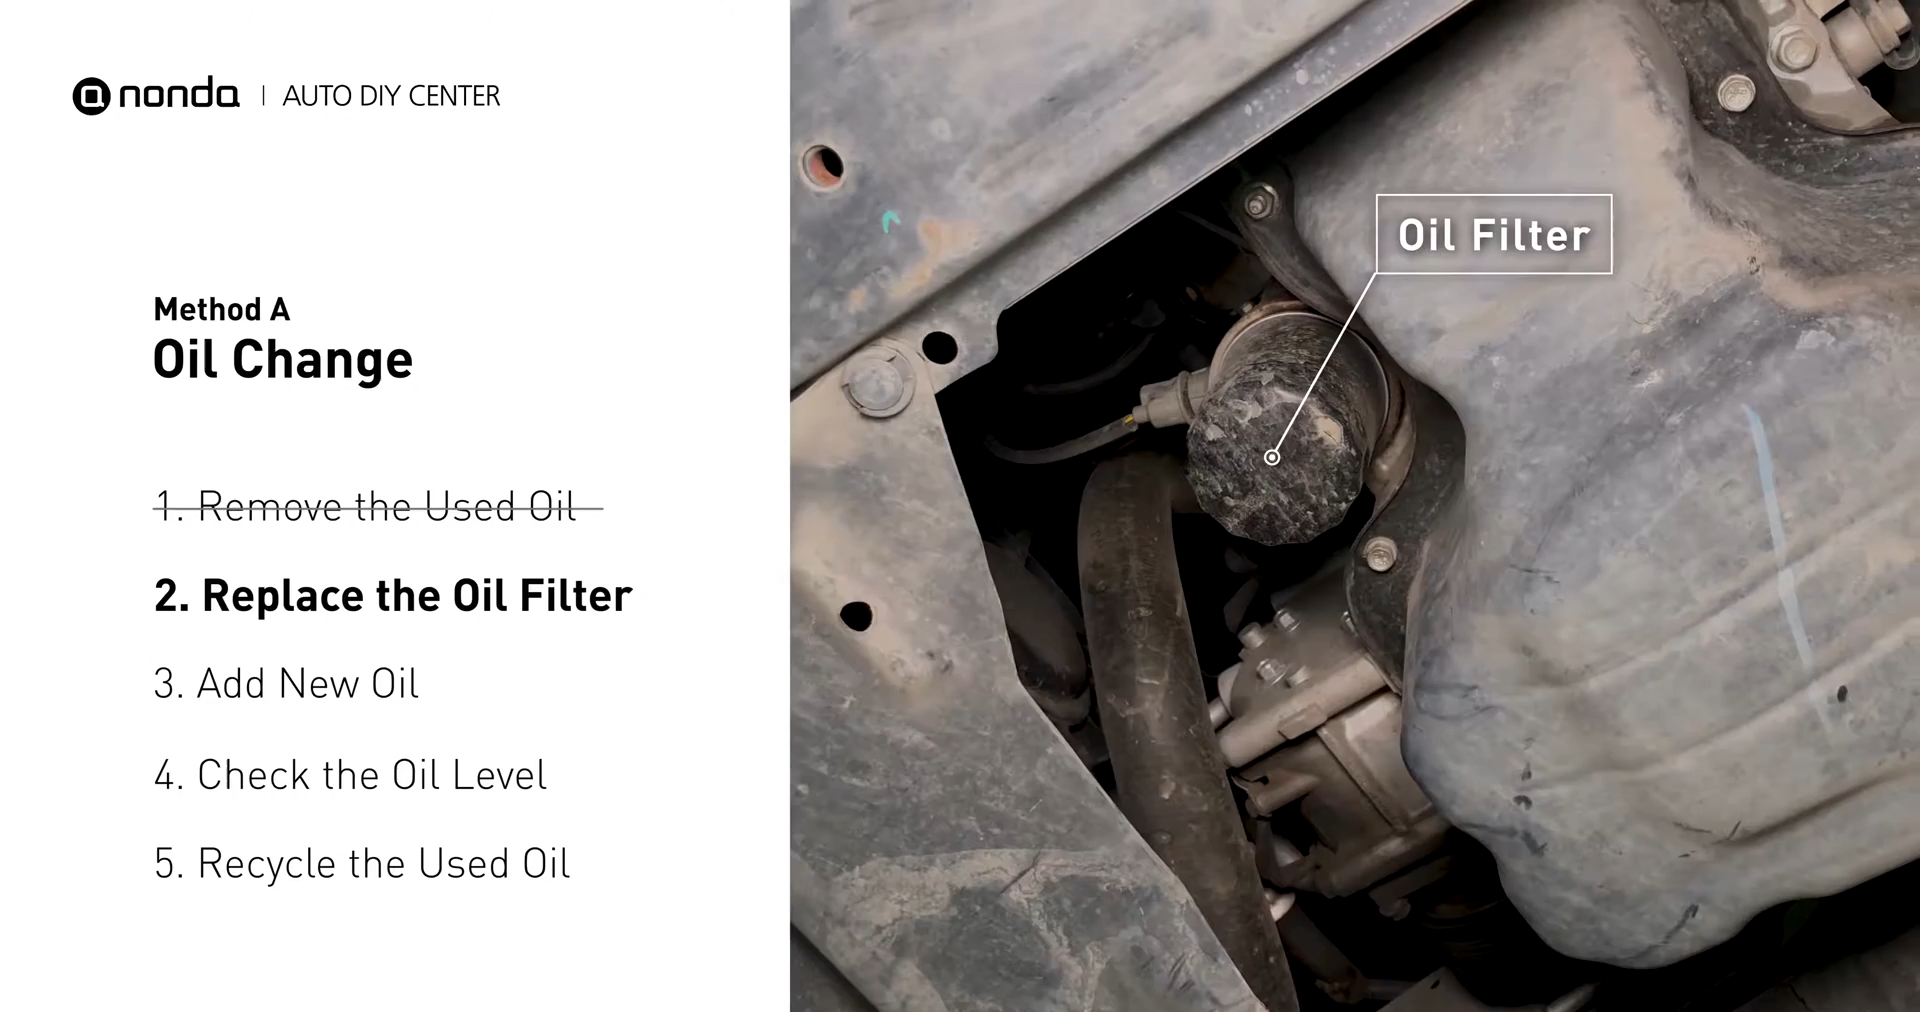 nonda | AUTO DIY CENTER
Method A
Oil Change
1. Remove the Used Oil
2. Replace the Oil Filter
3. Add New Oil
4. Check the Oil Level
5. Recycle the Used Oil
Oil Filter